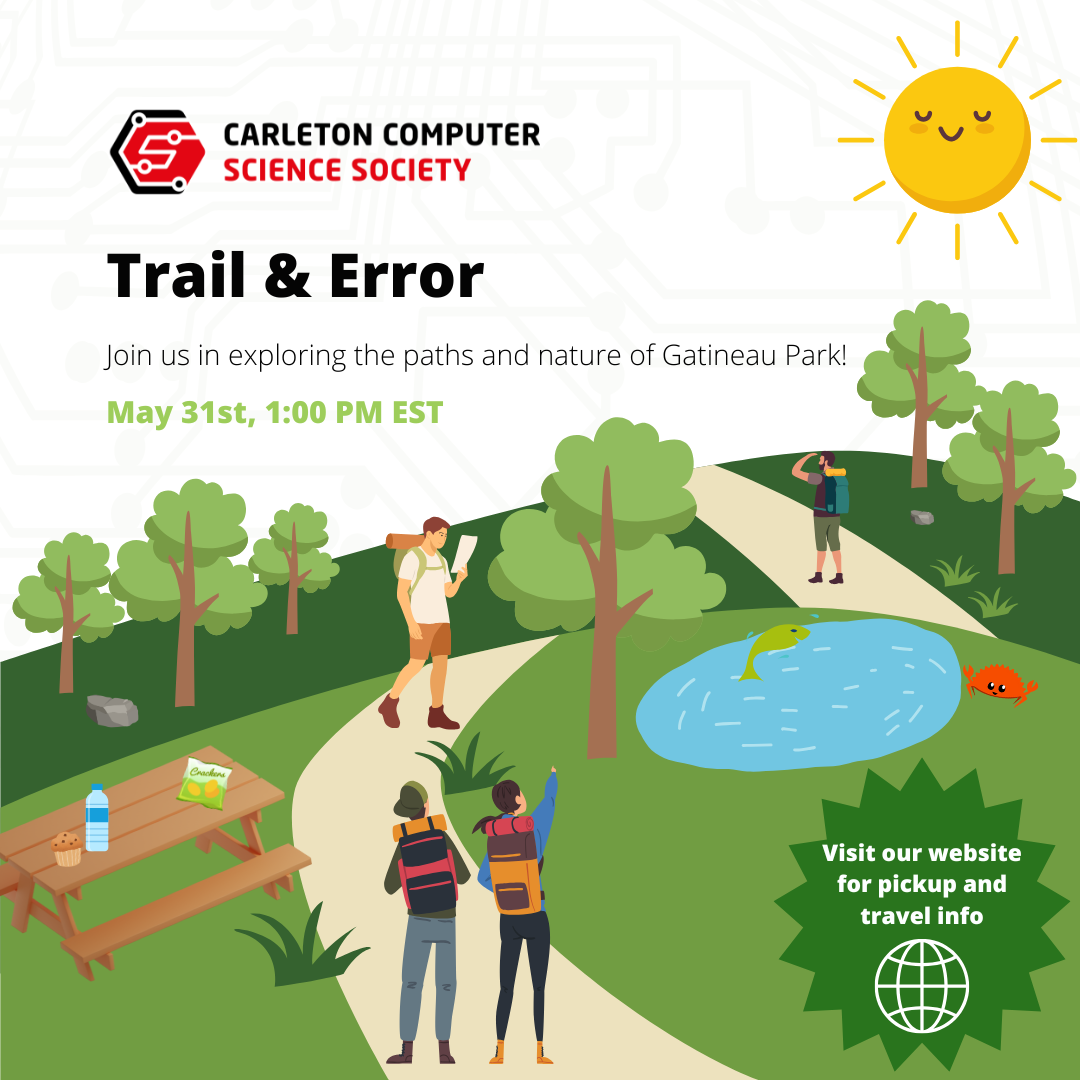 CARLETON COMPUTER
SCIENCE SOCIETY
Trail & Error
Join us in exploring the paths and nature of Gatineau Park!
May 31st, 1:00 PM EST
Crackers
Visit our website
for pickup and
travel info